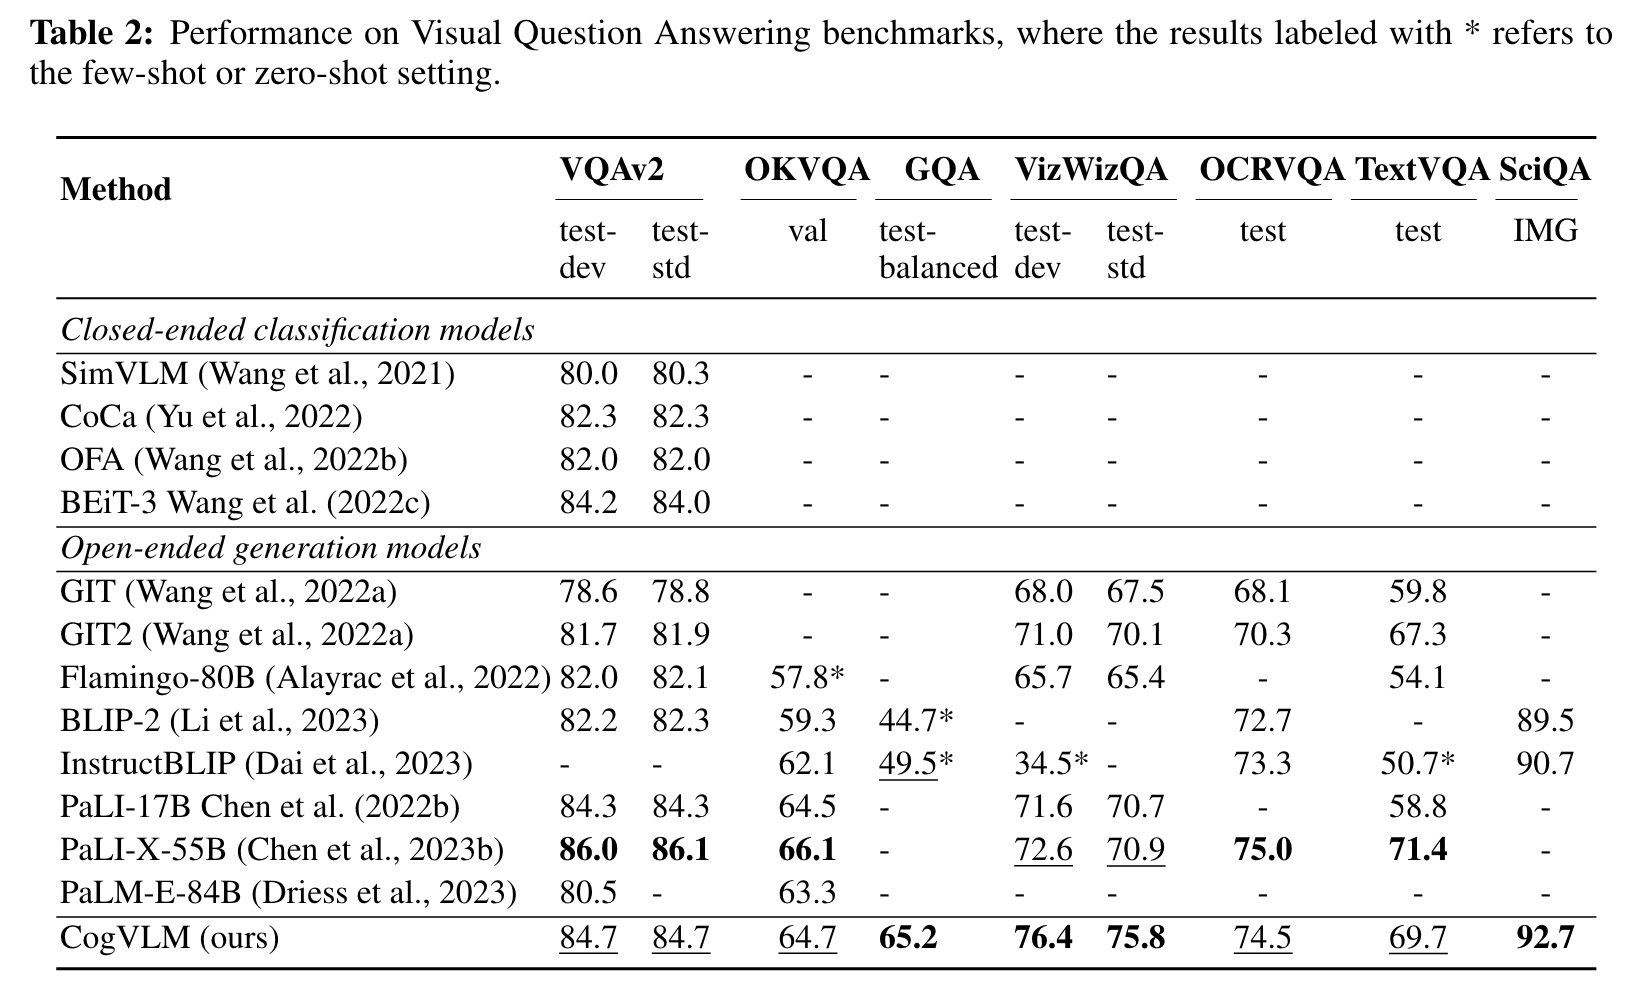 Table 2: Performance on Visual Question Answering benchmarks, where the results labeled with * refers to
the few-shot or zero-shot setting.
Method VQAv2 OKVQA GQA VizWizQA OCRVQA TextVQA SciQA
test-dev test-std val test-balanced test-dev test-std test test IMG
Closed-ended classification models
SimVLM (Wang et al., 2021) 80.0 80.3 - - - - - - -
CoCa (Yu et al., 2022) 82.3 82.3 - - - - - - -
OFA (Wang et al., 2022b) 82.0 82.0 - - - - - - -
BEiT-3 Wang et al. (2022c) 84.2 84.0 - - - - - - -
Open-ended generation models
GIT (Wang et al., 2022a) 78.6 78.8 - - 68.0 67.5 68.1 59.8 -
GIT2 (Wang et al., 2022a) 81.7 81.9 - - 71.0 70.1 70.3 67.3 -
Flamingo-80B (Alayrac et al., 2022) 82.0 82.1 57.8* - 65.7 65.4 - 54.1 -
BLIP-2 (Li et al., 2023) 82.2 82.3 59.3 44.7* - - 72.7 - 89.5
InstructBLIP (Dai et al., 2023) - - 62.1 49.5* 34.5* - 73.3 50.7* 90.7
PaLI-17B Chen et al. (2022b) 84.3 84.3 64.5 - 71.6 70.7 - 58.8 -
PaLI-X-55B (Chen et al., 2023b) 86.0 86.1 66.1 - 72.6 70.9 75.0 71.4 -
PaLM-E-84B (Driess et al., 2023) 80.5 - 63.3 - - - - - -
CogVLM (ours) 84.7 84.7 64.7 65.2 76.4 75.8 74.5 69.7 92.7